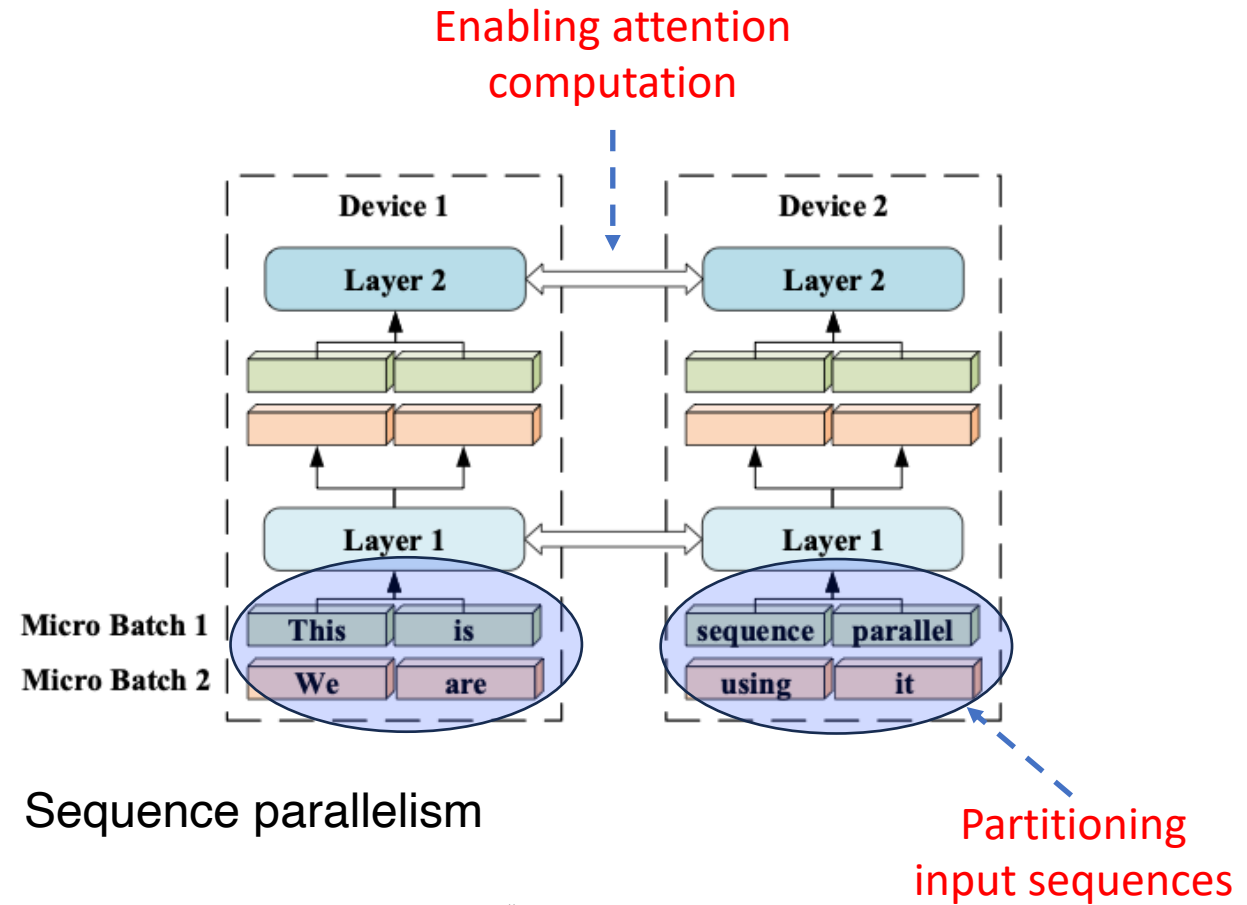 Enabling attention
computation
Device 1
Device 2
Layer 2
Layer 2
Layer 1
Layer 1
Micro Batch 1
This is
sequence parallel
Micro Batch 2
We are
using it
Sequence parallelism
Partitioning
input sequences